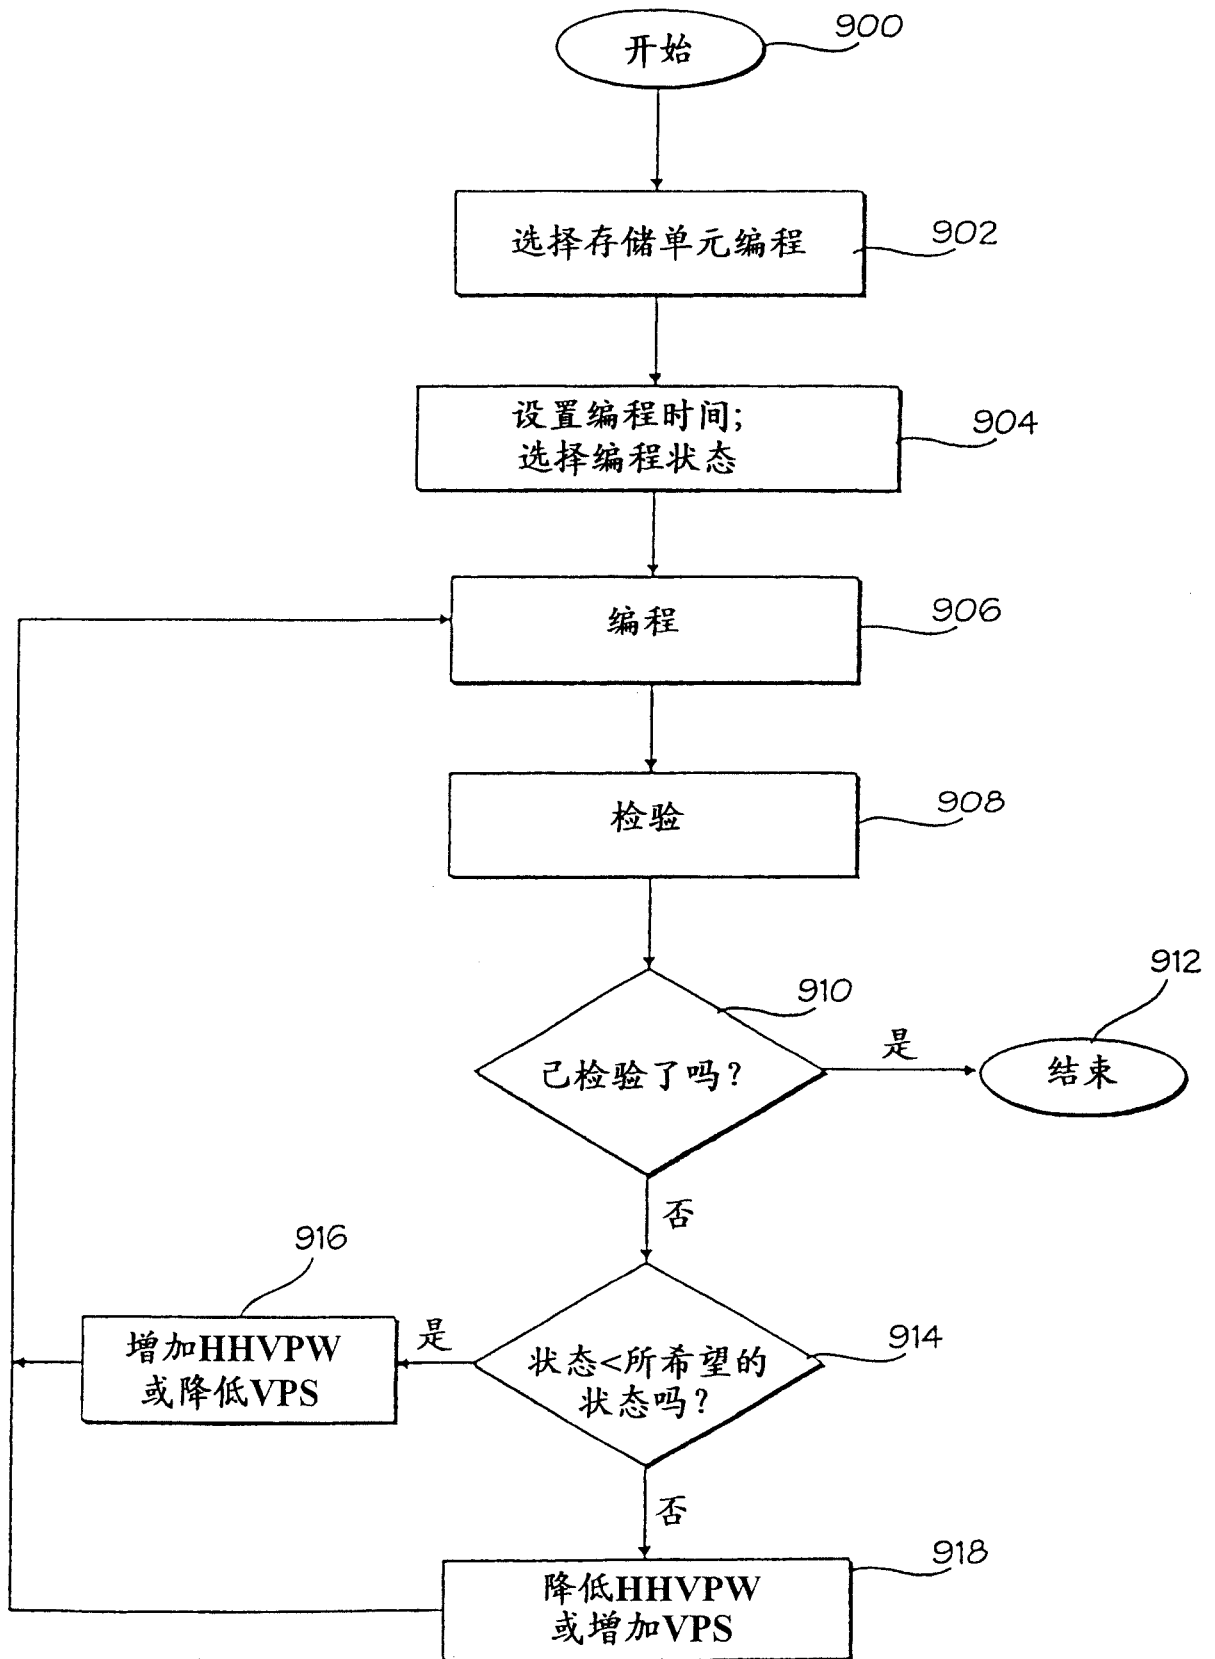 900
开始
902
选择存储单元编程
904
设置编程时间;
选择编程状态
906
编程
908
检验
910
912
已检验了吗?
是
结束
否
916
914
增加HHVPW
或降低VPS
是
状态<所希望的
状态吗?
否
918
降低HHVPW
或增加VPS